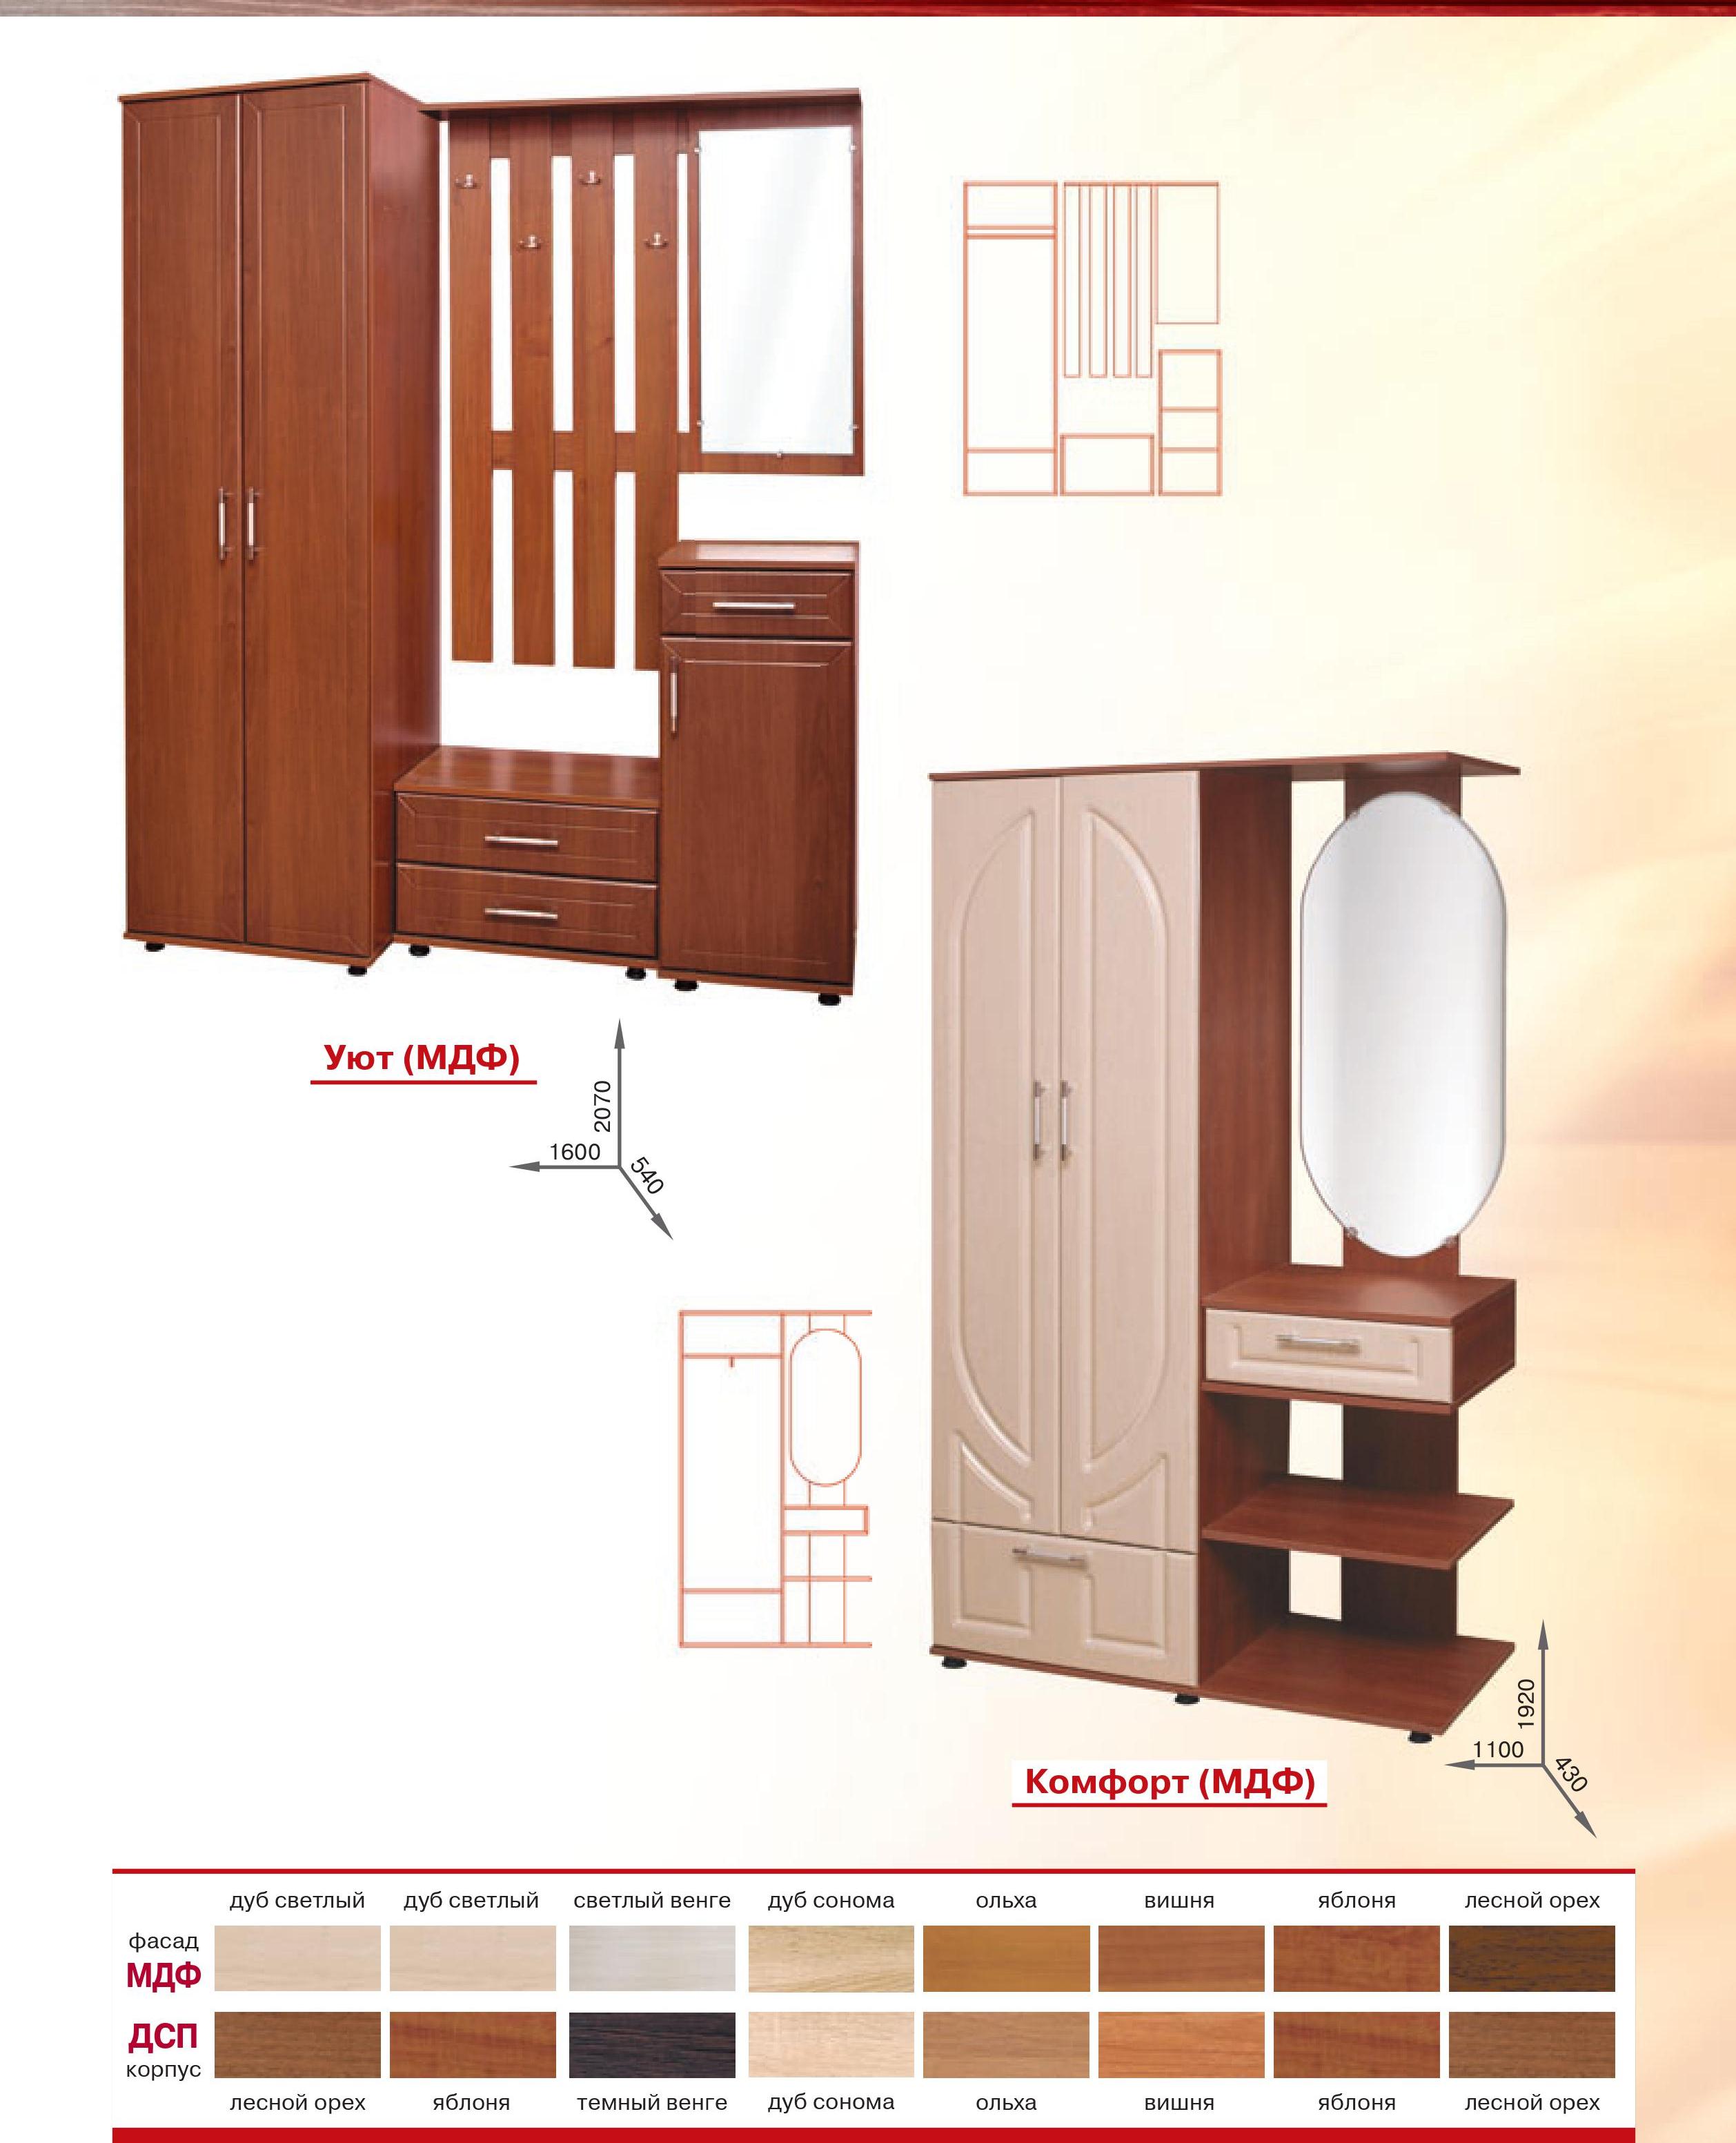 Уют (МДФ)
2070
1600
540
1920
1100
430
Комфорт (МДФ)
дуб светлый дуб светлый светлый венге дуб сонома ольха вишня яблоня лесной орех
фасад
МДФ
ДСП
корпус
лесной орех яблоня темный венге дуб сонома ольха вишня яблоня лесной орех